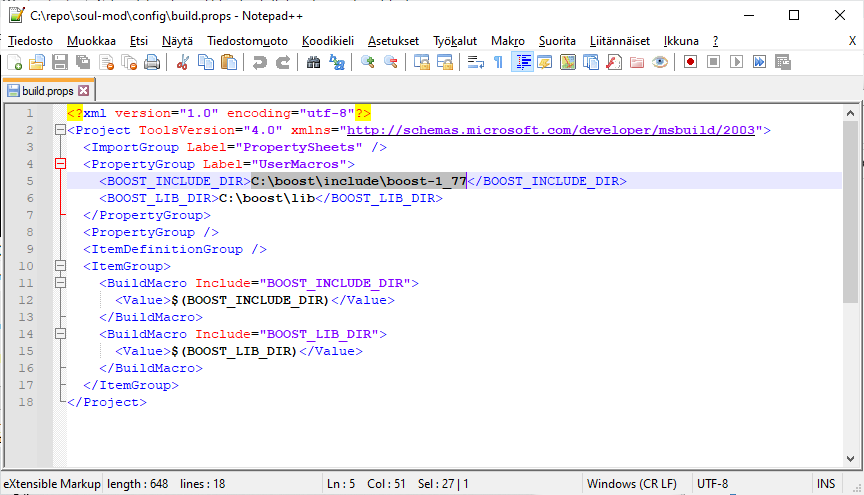 C:\repo\soul-mod\config\build.props - Notepad++
Tiedosto Muokkaa Etsi Näytä Tiedostomuoto Koodikieli Asetukset Työkalut Makro Suorita Liitännäiset Ikkuna ? X
build.props
1 <?xml version="1.0" encoding="utf-8"?>
2 <Project ToolsVersion="4.0" xmlns="http://schemas.microsoft.com/developer/msbuild/2003">
3 <ImportGroup Label="PropertySheets" />
4 <PropertyGroup Label="UserMacros">
5 <BOOST_INCLUDE_DIR>C:\boost\include\boost-1_77</BOOST_INCLUDE_DIR>
6 <BOOST_LIB_DIR>C:\boost\lib</BOOST_LIB_DIR>
7 </PropertyGroup>
8 <PropertyGroup />
9 <ItemDefinitionGroup />
10 <ItemGroup>
11 <BuildMacro Include="BOOST_INCLUDE_DIR">
12 <Value>$(BOOST_INCLUDE_DIR)</Value>
13 </BuildMacro>
14 <BuildMacro Include="BOOST_LIB_DIR">
15 <Value>$(BOOST_LIB_DIR)</Value>
16 </BuildMacro>
17 </ItemGroup>
18 </Project>
eXtensible Markup length : 648 lines : 18 Ln : 5 Col : 51 Sel : 27 | 1 Windows (CR LF) UTF-8 INS